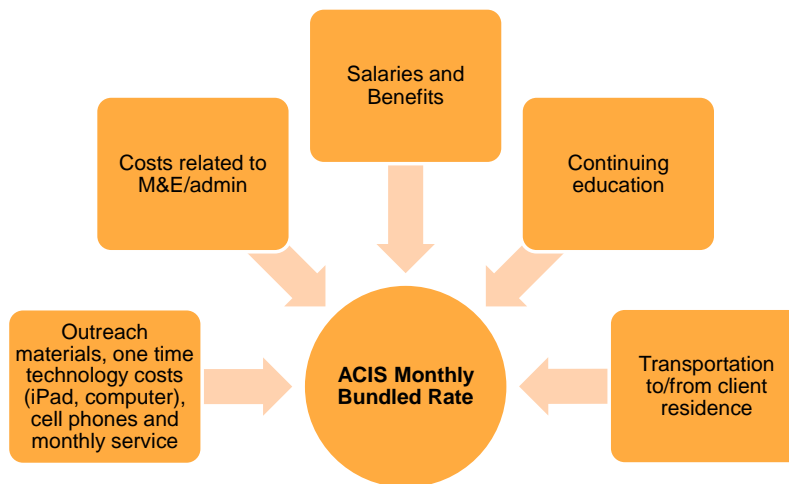 Salaries and
Benefits
Costs related to
M&E/admin
Continuing
education
Outreach
materials, one time
technology costs
(iPad, computer),
cell phones and
monthly service
ACIS Monthly
Bundled Rate
Transportation
to/from client
residence